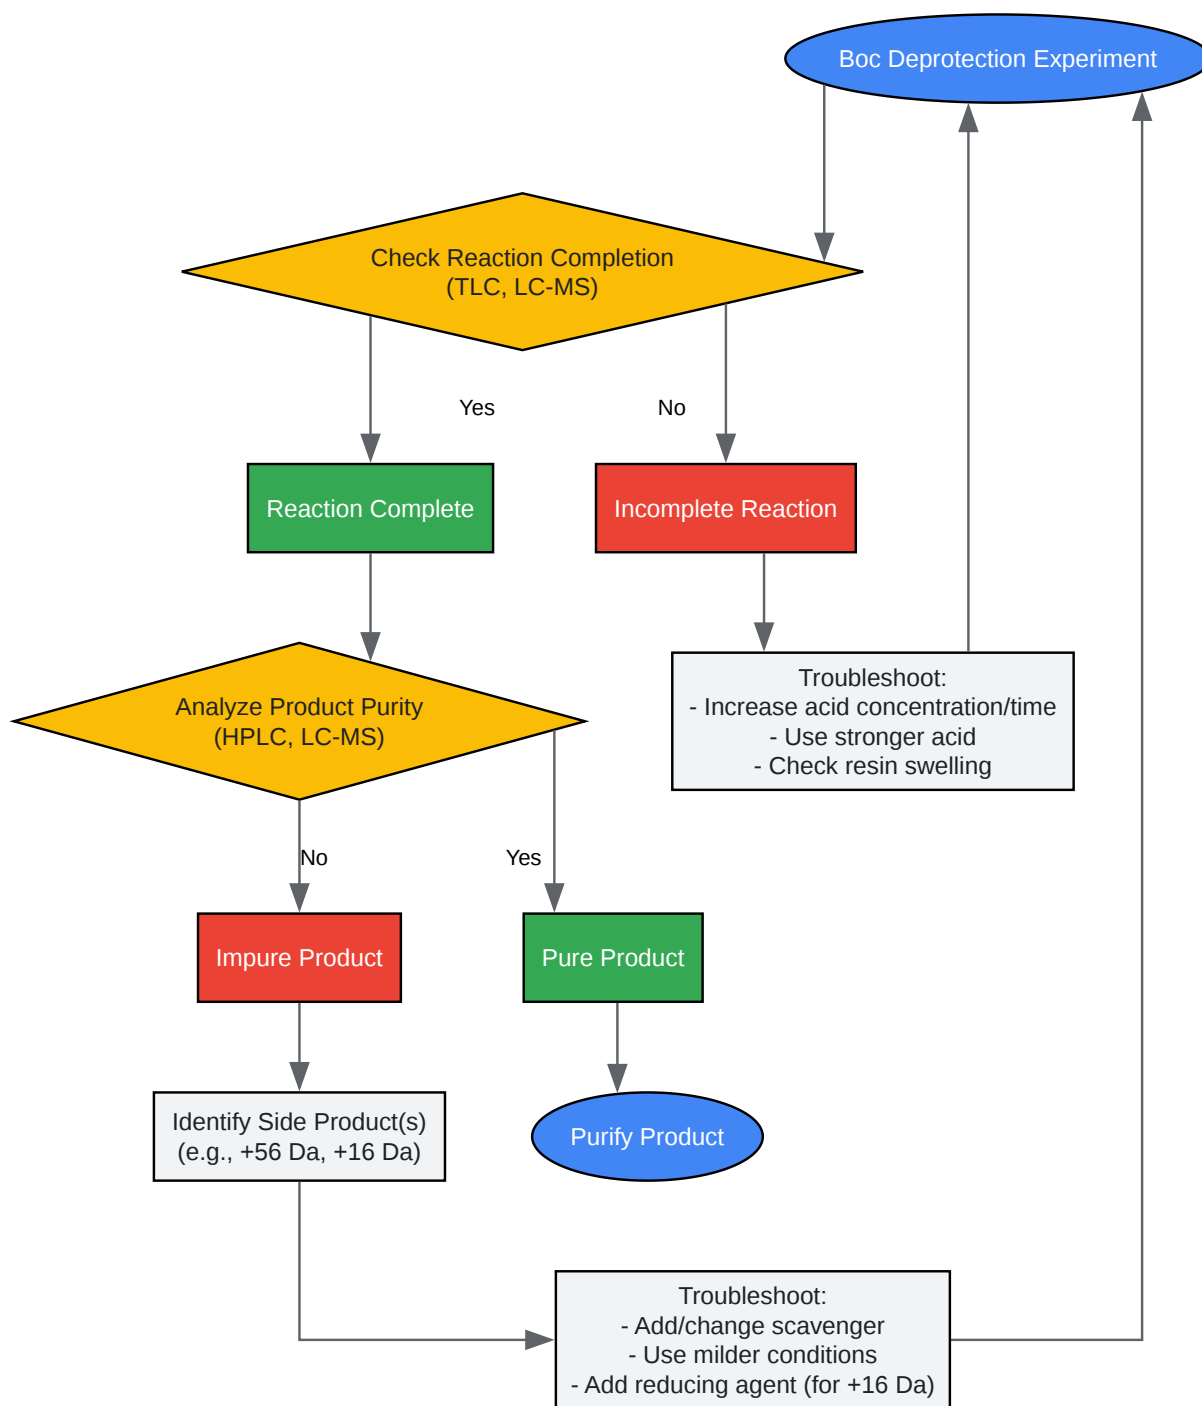 Boc Deprotection Experiment
Check Reaction Completion
(TLC, LC-MS)
Yes
No
Reaction Complete
Incomplete Reaction
Troubleshoot:
- Increase acid concentration/time
- Use stronger acid
- Check resin swelling
Analyze Product Purity
(HPLC, LC-MS)
No
Yes
Impure Product
Pure Product
Identify Side Product(s)
(e.g., +56 Da, +16 Da)
Purify Product
Troubleshoot:
- Add/change scavenger
- Use milder conditions
- Add reducing agent (for +16 Da)